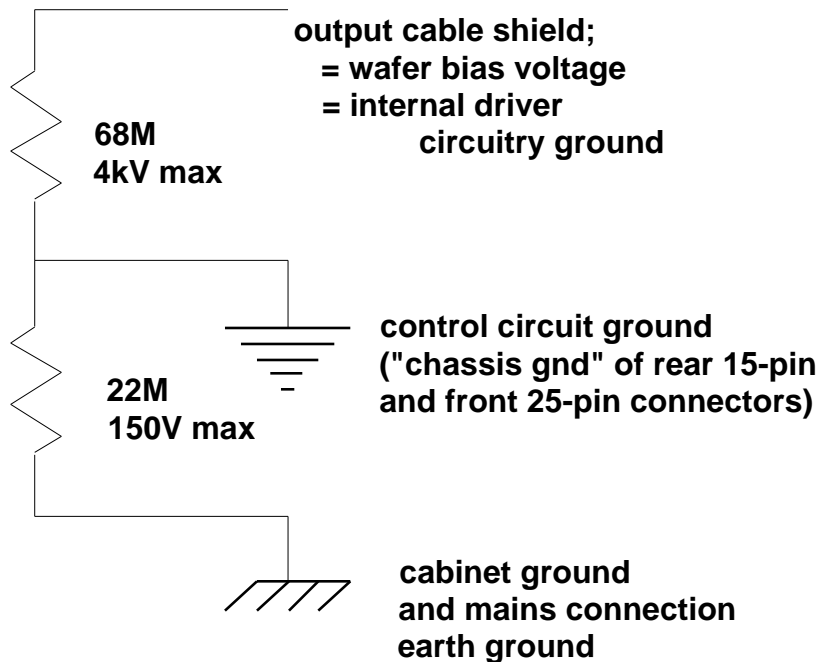 output cable shield;
= wafer bias voltage
= internal driver
circuitry ground
68M
4kV max
control circuit ground
("chassis gnd" of rear 15-pin
and front 25-pin connectors)
22M
150V max
cabinet ground
and mains connection
earth ground